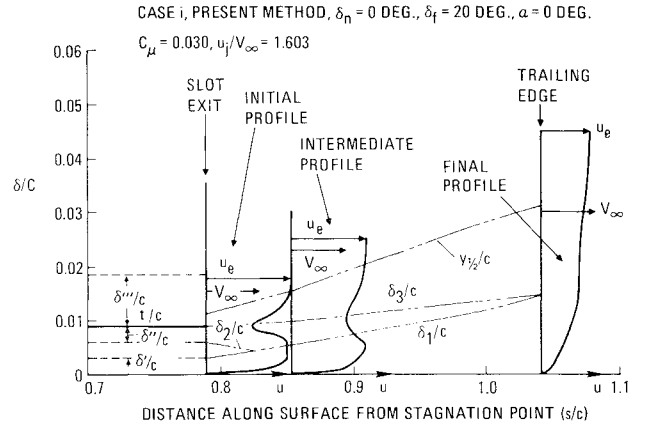 CASE i, PRESENT METHOD, δn = 0 DEG., δf = 20 DEG., α = 0 DEG.
Cμ = 0.030, uj/V∞ = 1.603
SLOT EXIT
INITIAL PROFILE
INTERMEDIATE PROFILE
TRAILING EDGE
FINAL PROFILE
0.06
0.05
0.04
δ/C
0.03
0.02
0.01
0
ue
V∞
ue
V∞
ue
V∞
y½/c
δ3/c
δ2/c
δ1/c
δ'''/c
t/c
δ''/c
δ'/c
0.7
0.8
u
0.9
u
1.0
u
1.1
DISTANCE ALONG SURFACE FROM STAGNATION POINT (s/c)